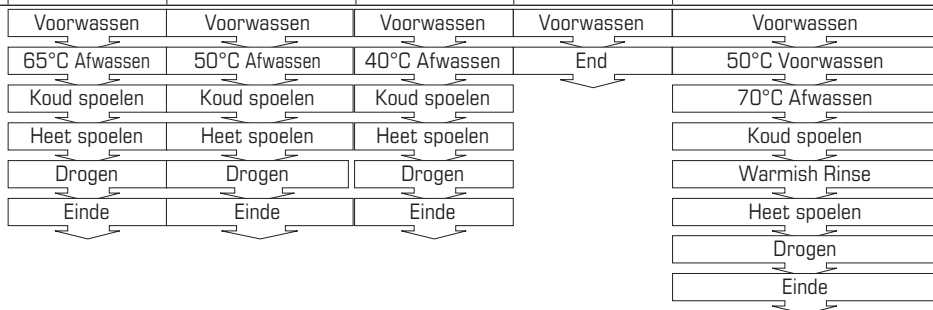 Voorwassen Voorwassen Voorwassen Voorwassen Voorwassen
65°C Afwassen 50°C Afwassen 40°C Afwassen End 50°C Voorwassen
Koud spoelen Koud spoelen Koud spoelen 70°C Afwassen
Heet spoelen Heet spoelen Heet spoelen Koud spoelen
Drogen Drogen Drogen Warmish Rinse
Einde Einde Einde Heet spoelen
Drogen
Einde